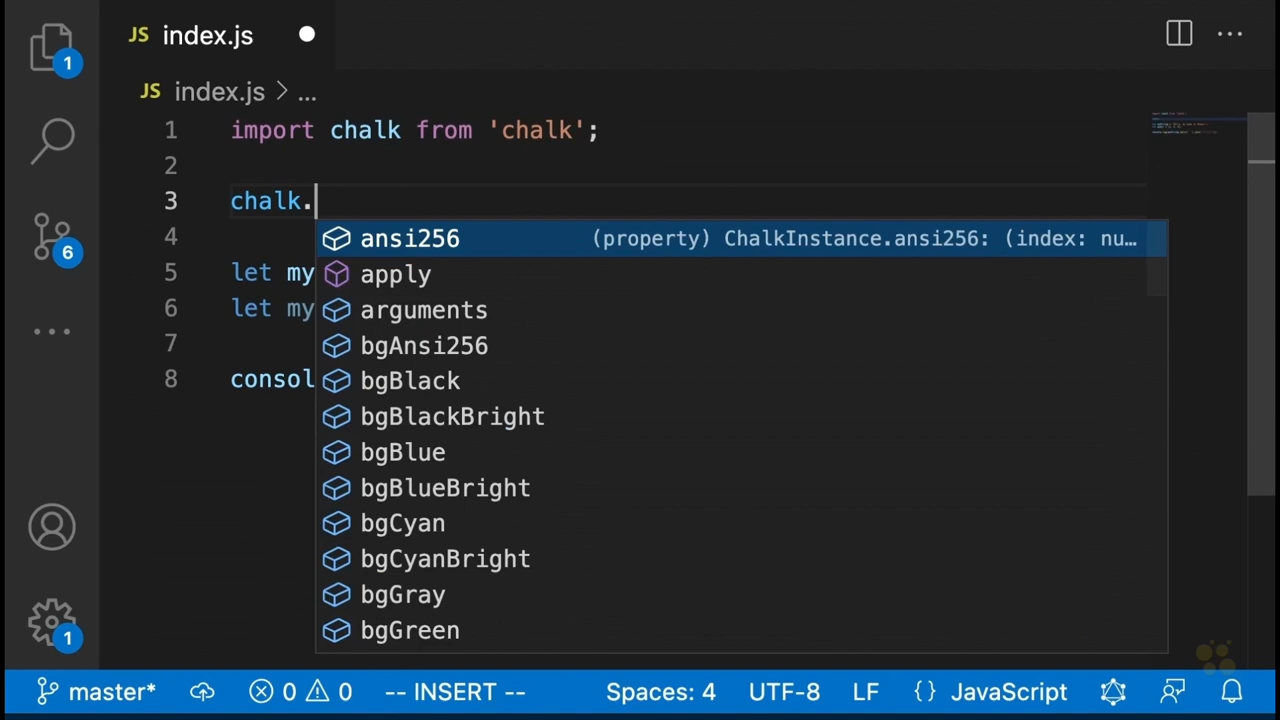 1
JS index.js
JS index.js > ...
1 import chalk from 'chalk';
2
3 chalk.
ansi256 (property) ChalkInstance.ansi256: (index: nu…
4
apply
5 let my
arguments
6 let my
bgAnsi256
7
bgBlack
8 consol
bgBlackBright
bgBlue
bgBlueBright
bgCyan
bgCyanBright
bgGray
bgGreen
6
1
master* 0 0 -- INSERT -- Spaces: 4 UTF-8 LF {} JavaScript